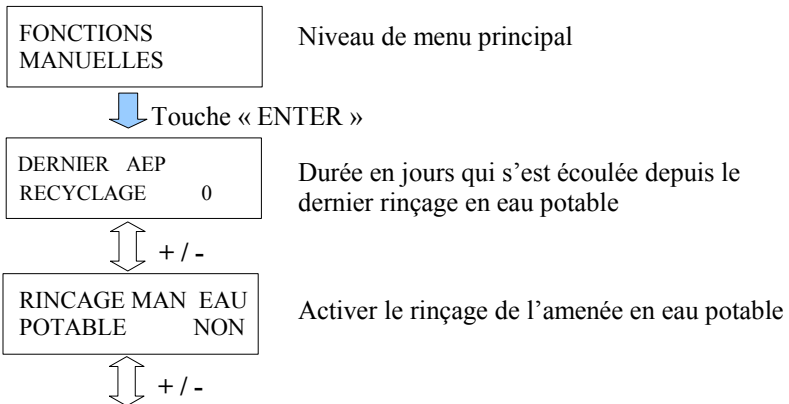 FONCTIONS
MANUELLES
Niveau de menu principal
Touche « ENTER »
DERNIER AEP
RECYCLAGE 0
Durée en jours qui s’est écoulée depuis le
dernier rinçage en eau potable
+ / -
RINCAGE MAN EAU
POTABLE NON
Activer le rinçage de l’amenée en eau potable
+ / -